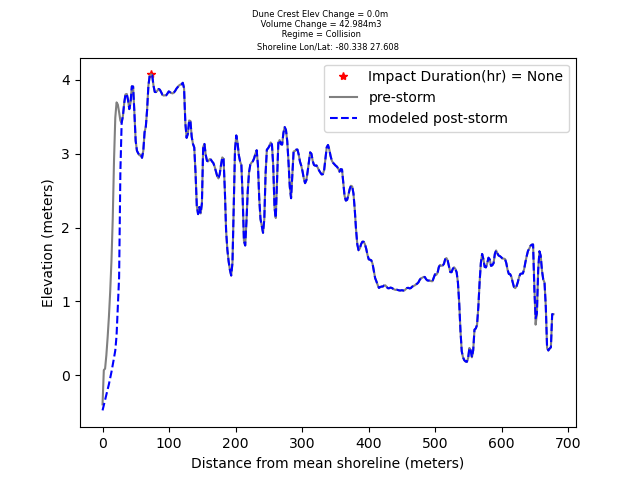 Dune Crest Elev Change = 0.0m
Volume Change = 42.984m3
Regime = Collision
Shoreline Lon/Lat: -80.338 27.608
Impact Duration(hr) = None
pre-storm
modeled post-storm
4
3
2
1
0
Elevation (meters)
0 100 200 300 400 500 600 700
Distance from mean shoreline (meters)